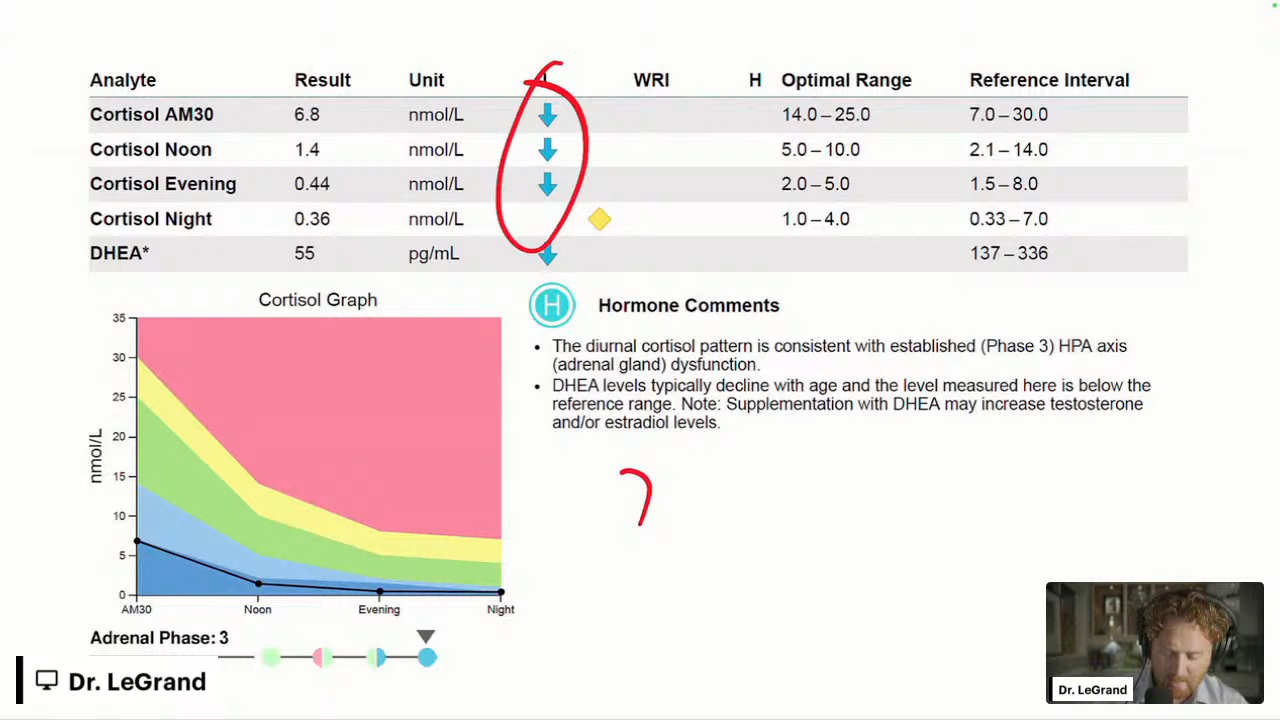 Analyte Result Unit L WRI H Optimal Range Reference Interval
Cortisol AM30 6.8 nmol/L 14.0 – 25.0 7.0 – 30.0
Cortisol Noon 1.4 nmol/L 5.0 – 10.0 2.1 – 14.0
Cortisol Evening 0.44 nmol/L 2.0 – 5.0 1.5 – 8.0
Cortisol Night 0.36 nmol/L 1.0 – 4.0 0.33 – 7.0
DHEA* 55 pg/mL 137 – 336
Cortisol Graph
35
30
25
20
15
10
5
0
nmol/L
AM30 Noon Evening Night
Adrenal Phase: 3
H Hormone Comments
• The diurnal cortisol pattern is consistent with established (Phase 3) HPA axis
(adrenal gland) dysfunction.
• DHEA levels typically decline with age and the level measured here is below the
reference range. Note: Supplementation with DHEA may increase testosterone
and/or estradiol levels.
Dr. LeGrand
Dr. LeGrand